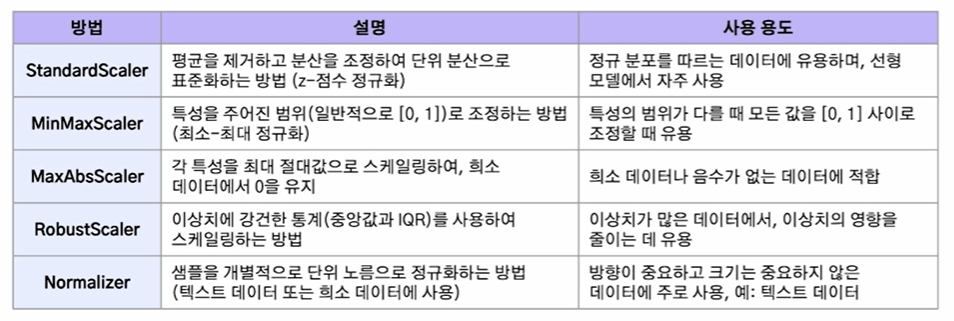 방법 설명 사용 용도
StandardScaler
평균을 제거하고 분산을 조정하여 단위 분산으로
표준화하는 방법 (z-점수 정규화)
정규 분포를 따르는 데이터에 유용하며, 선형
모델에서 자주 사용
MinMaxScaler
특성을 주어진 범위(일반적으로 [0, 1])로 조정하는 방법
(최소-최대 정규화)
특성의 범위가 다를 때 모든 값을 [0, 1] 사이로
조정할 때 유용
MaxAbsScaler
각 특성을 최대 절대값으로 스케일링하여, 희소
데이터에서 0을 유지
희소 데이터나 음수가 없는 데이터에 적합
RobustScaler
이상치에 강건한 통계(중앙값과 IQR)를 사용하여
스케일링하는 방법
이상치가 많은 데이터에서, 이상치의 영향을
줄이는 데 유용
Normalizer
샘플을 개별적으로 단위 노름으로 정규화하는 방법
(텍스트 데이터 또는 희소 데이터에 사용)
방향이 중요하고 크기는 중요하지 않은
데이터에 주로 사용, 예: 텍스트 데이터